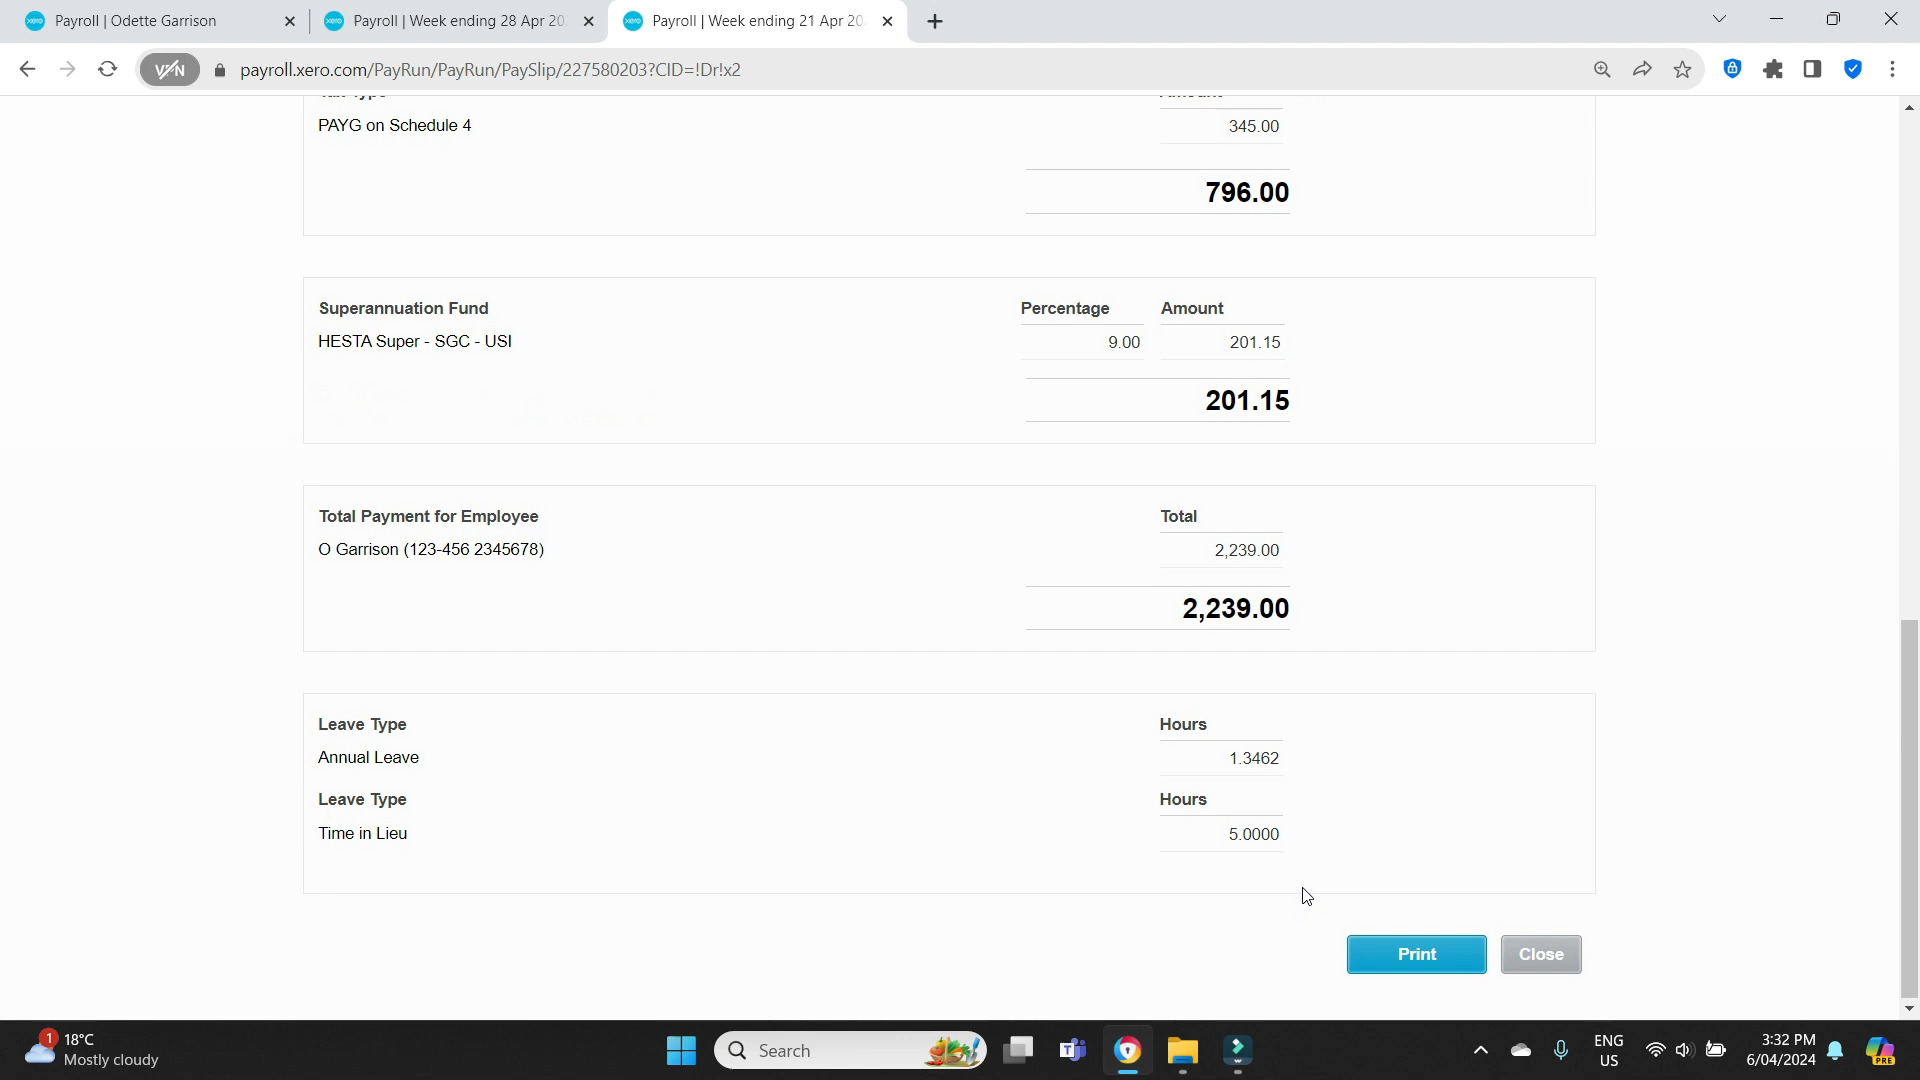 Payroll | Odette Garrison
Payroll | Week ending 28 Apr 20
Payroll | Week ending 21 Apr 20
VPN
payroll.xero.com/PayRun/PayRun/PaySlip/227580203?CID=!Dr!x2
PAYG on Schedule 4 345.00
796.00
Superannuation Fund Percentage Amount
HESTA Super - SGC - USI 9.00 201.15
201.15
Total Payment for Employee Total
O Garrison (123-456 2345678) 2,239.00
2,239.00
Leave Type Hours
Annual Leave 1.3462
Leave Type Hours
Time in Lieu 5.0000
Print Close
1 18°C
Mostly cloudy
Search
ENG
US
3:32 PM
6/04/2024
PRE